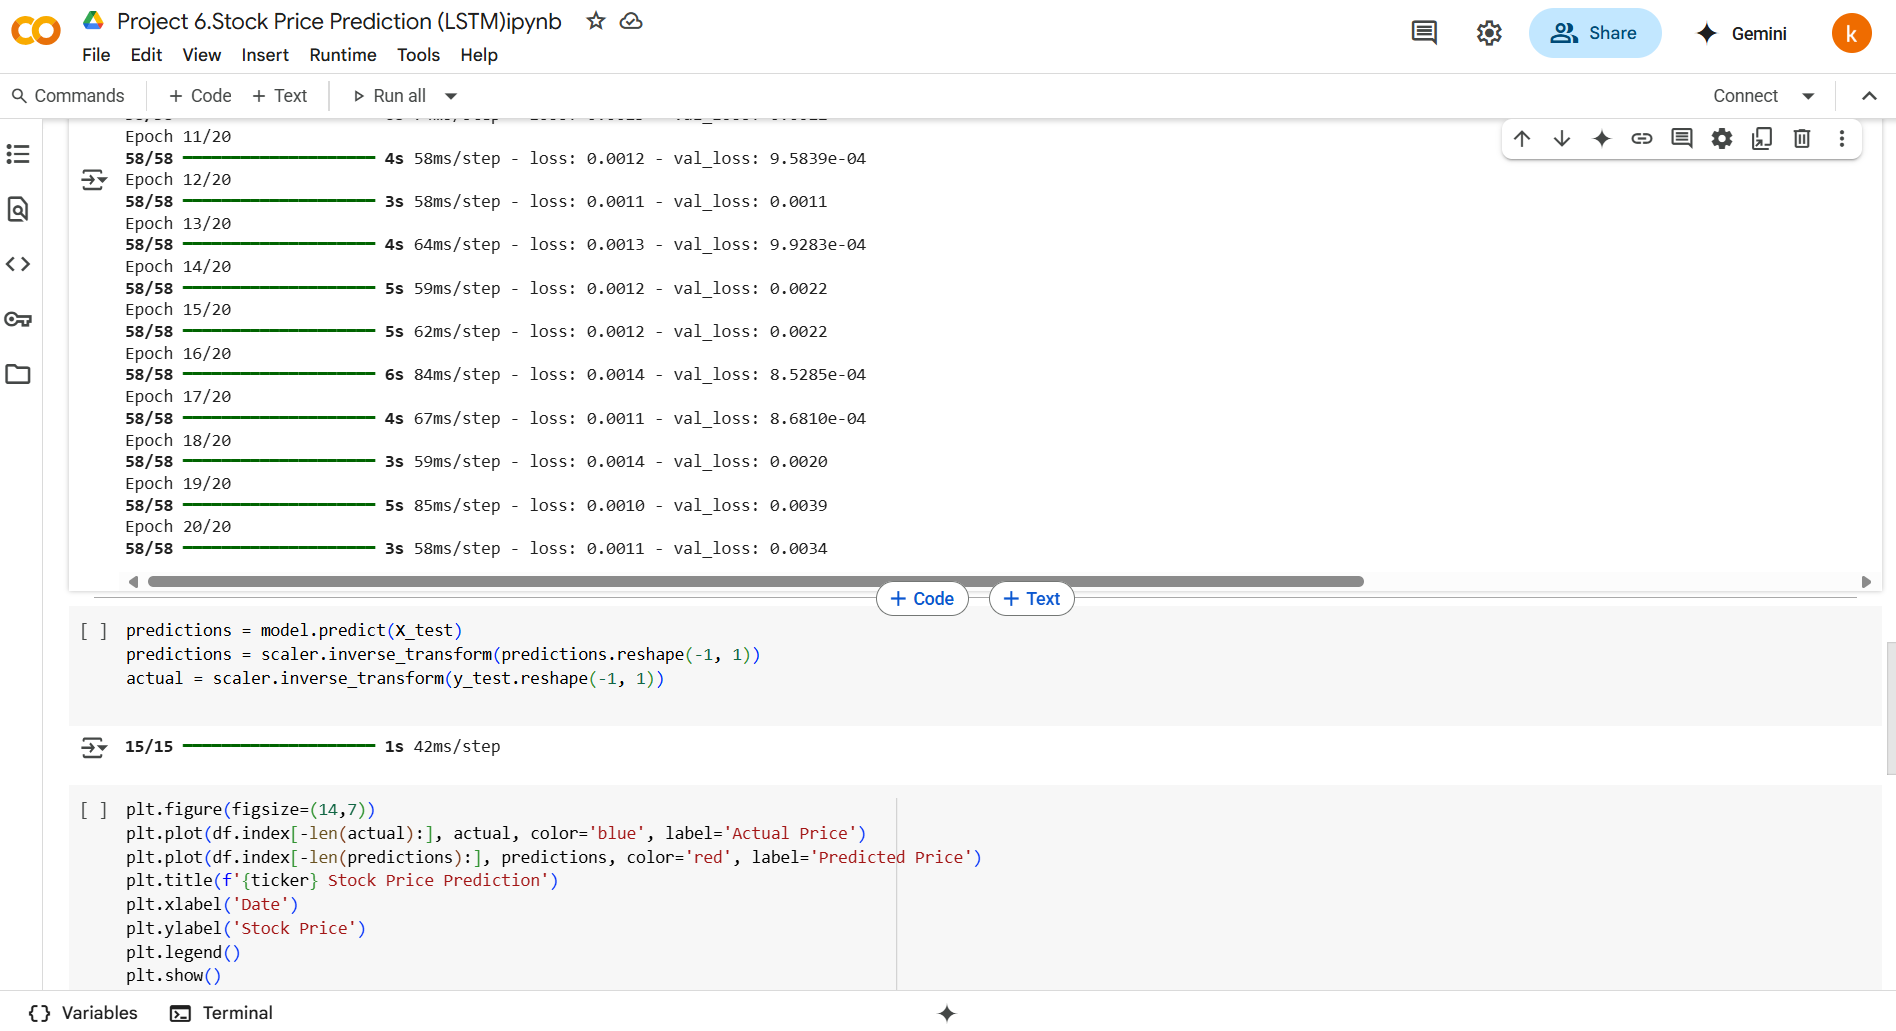 Project 6.Stock Price Prediction (LSTM)ipynb
File Edit View Insert Runtime Tools Help
Share
Gemini
k
Commands + Code + Text Run all
Connect
Epoch 11/20
58/58 4s 58ms/step - loss: 0.0012 - val_loss: 9.5839e-04
Epoch 12/20
58/58 3s 58ms/step - loss: 0.0011 - val_loss: 0.0011
Epoch 13/20
58/58 4s 64ms/step - loss: 0.0013 - val_loss: 9.9283e-04
Epoch 14/20
58/58 5s 59ms/step - loss: 0.0012 - val_loss: 0.0022
Epoch 15/20
58/58 5s 62ms/step - loss: 0.0012 - val_loss: 0.0022
Epoch 16/20
58/58 6s 84ms/step - loss: 0.0014 - val_loss: 8.5285e-04
Epoch 17/20
58/58 4s 67ms/step - loss: 0.0011 - val_loss: 8.6810e-04
Epoch 18/20
58/58 3s 59ms/step - loss: 0.0014 - val_loss: 0.0020
Epoch 19/20
58/58 5s 85ms/step - loss: 0.0010 - val_loss: 0.0039
Epoch 20/20
58/58 3s 58ms/step - loss: 0.0011 - val_loss: 0.0034
+ Code + Text
[ ] predictions = model.predict(X_test)
predictions = scaler.inverse_transform(predictions.reshape(-1, 1))
actual = scaler.inverse_transform(y_test.reshape(-1, 1))
15/15 1s 42ms/step
[ ] plt.figure(figsize=(14,7))
plt.plot(df.index[-len(actual):], actual, color='blue', label='Actual Price')
plt.plot(df.index[-len(predictions):], predictions, color='red', label='Predicted Price')
plt.title(f'{ticker} Stock Price Prediction')
plt.xlabel('Date')
plt.ylabel('Stock Price')
plt.legend()
plt.show()
{} Variables Terminal